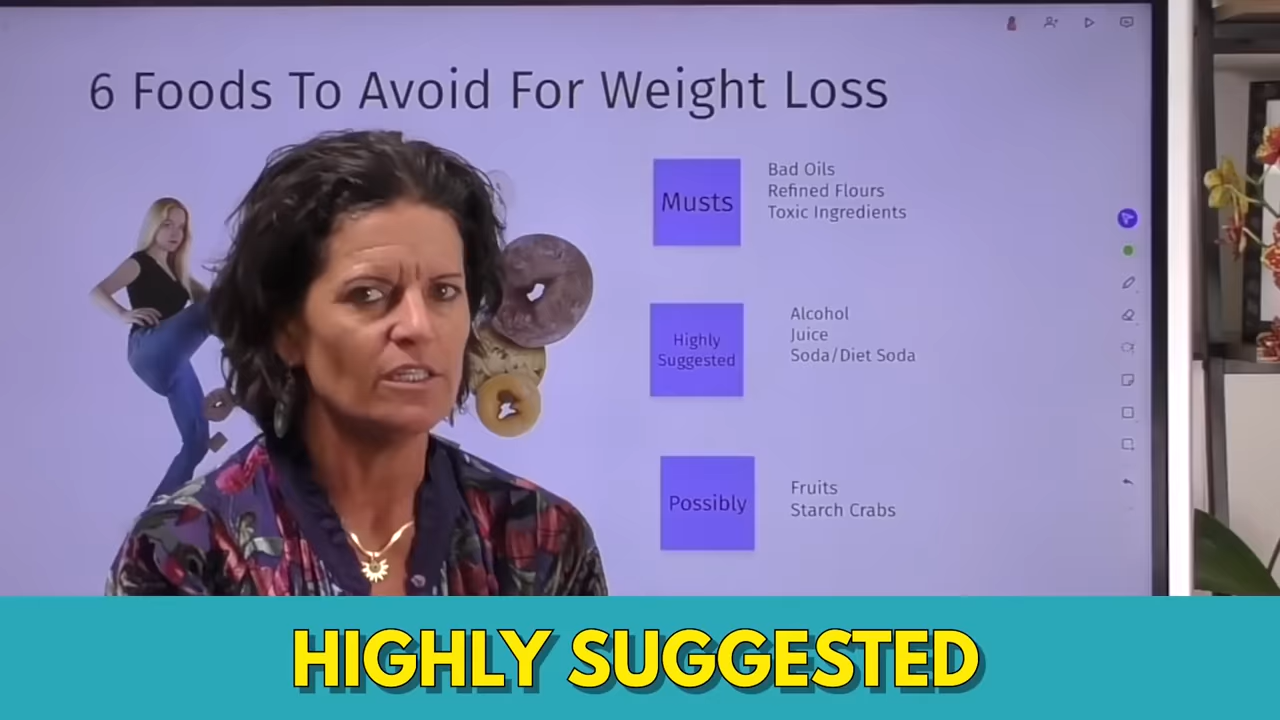 6 Foods To Avoid For Weight Loss
Musts
Bad Oils
Refined Flours
Toxic Ingredients
Highly
Suggested
Alcohol
Juice
Soda/Diet Soda
Possibly
Fruits
Starch Crabs
HIGHLY SUGGESTED